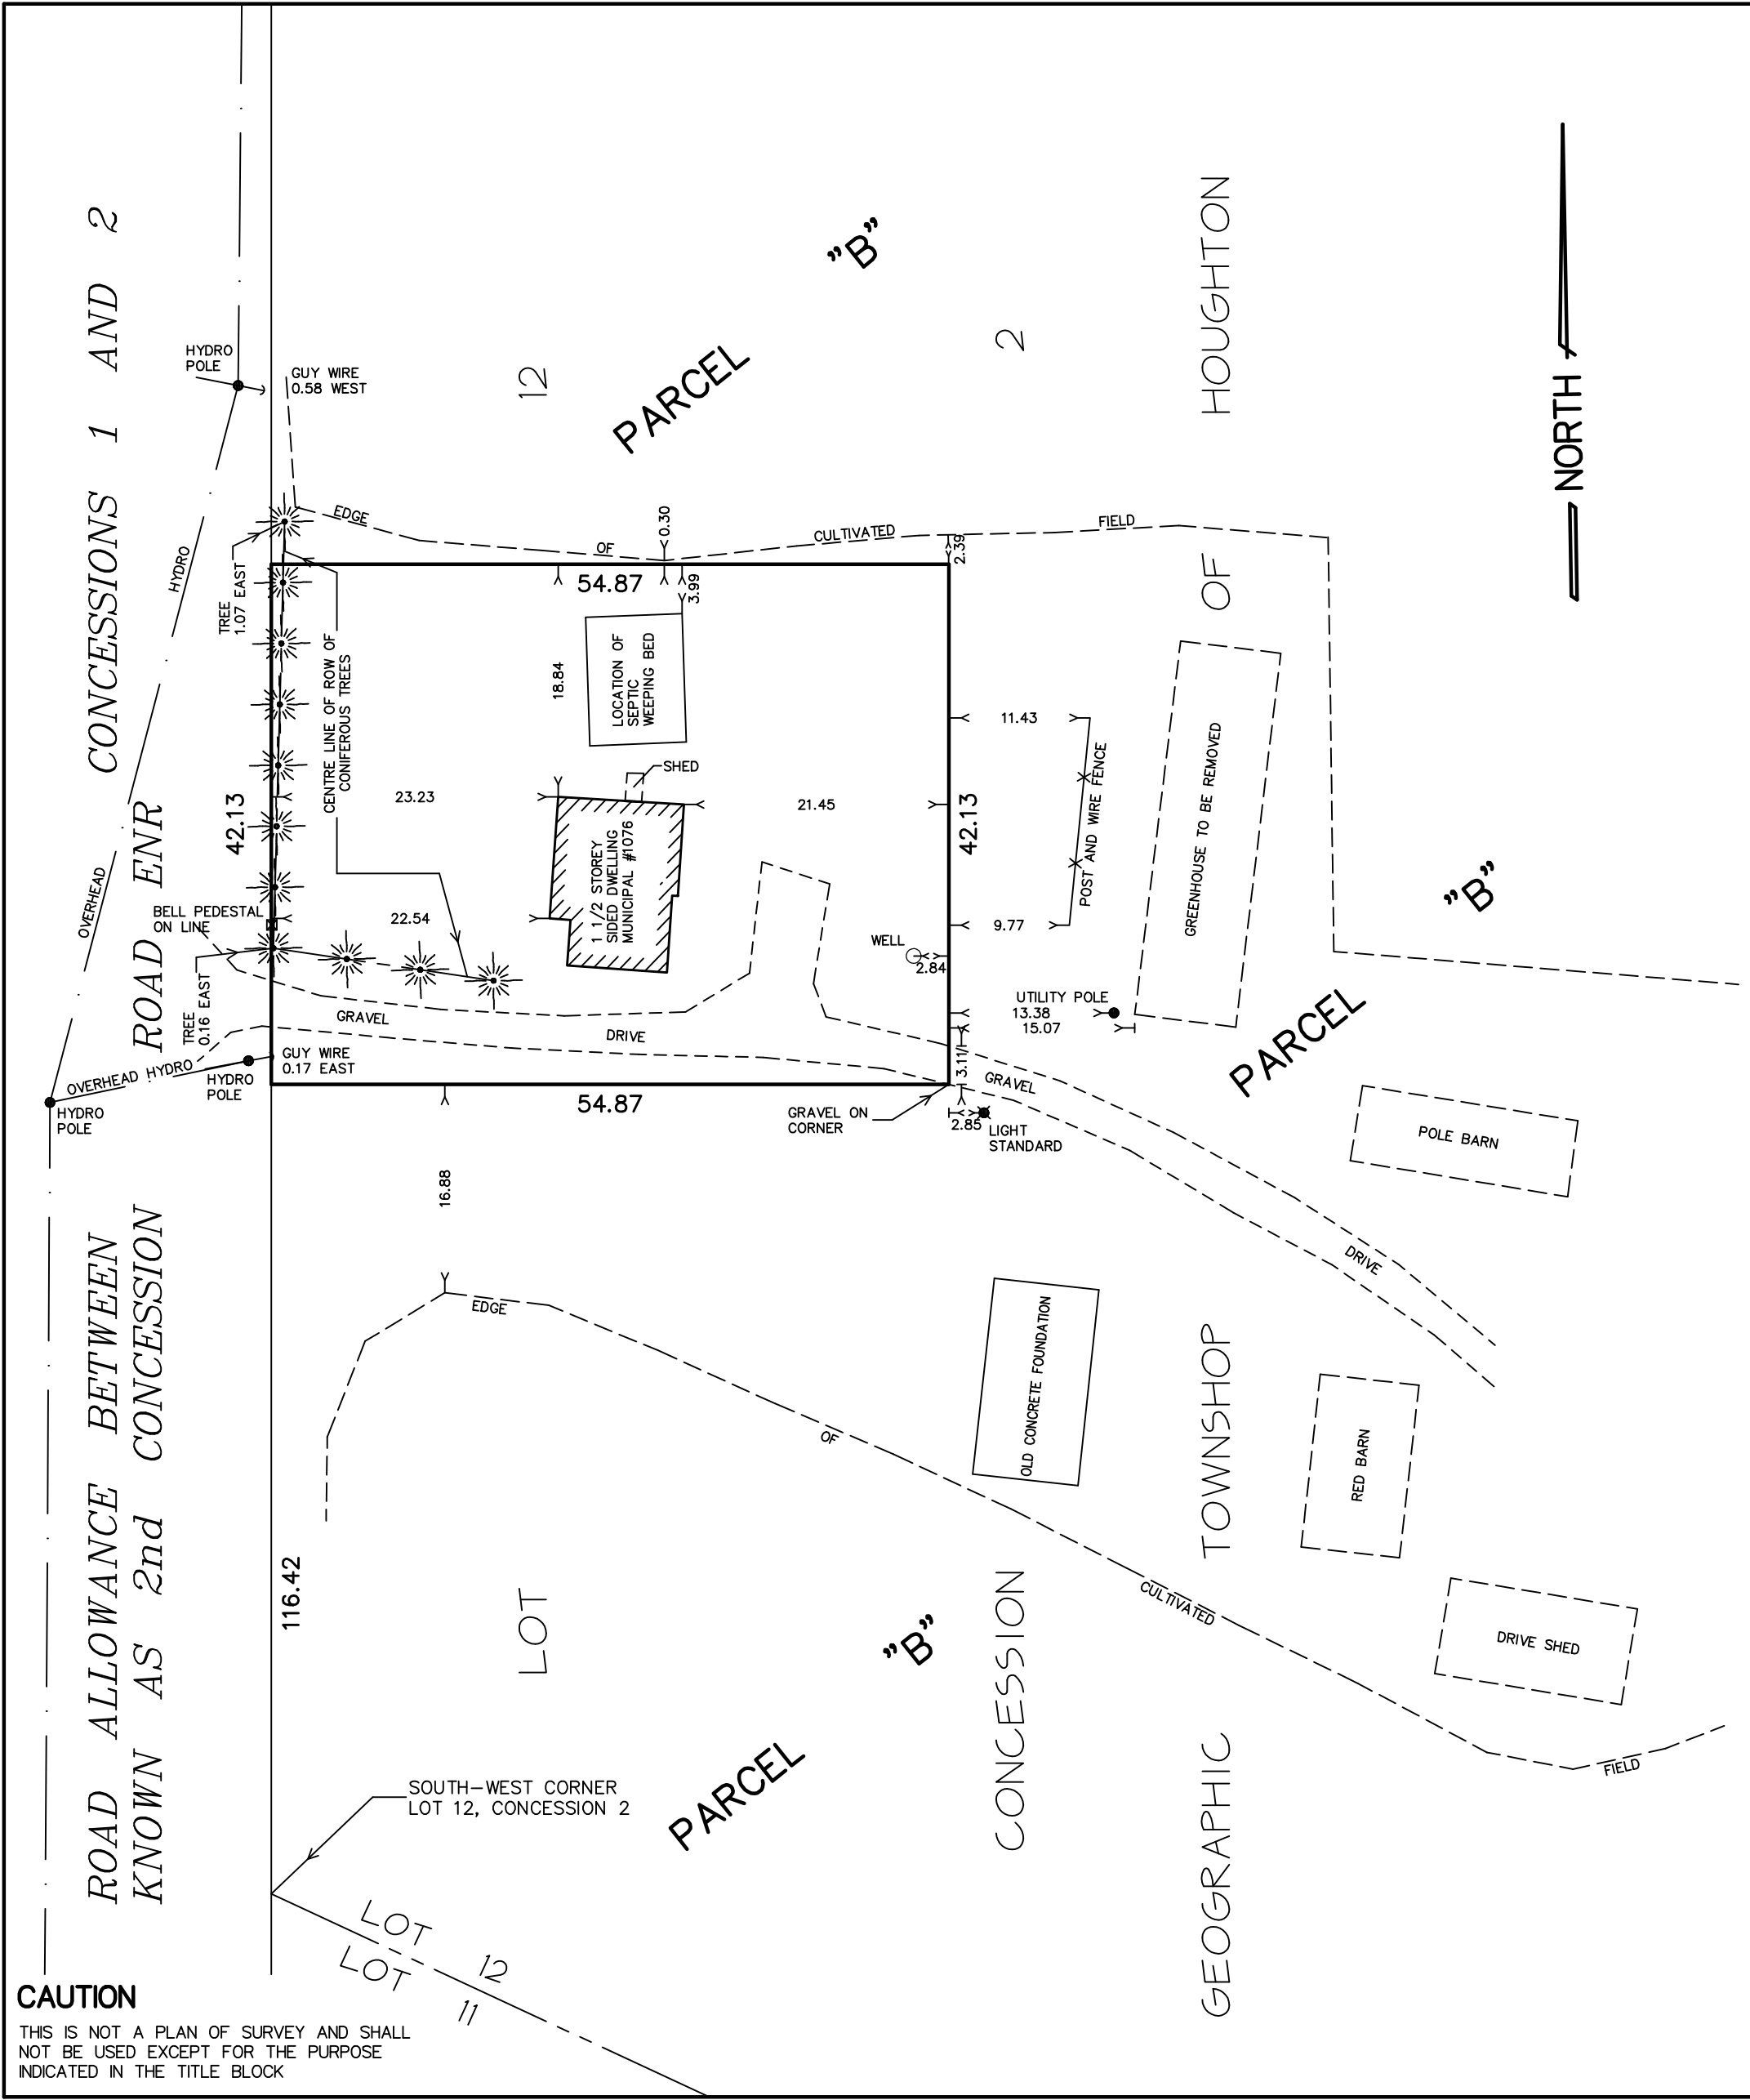 ROAD ALLOWANCE BETWEEN CONCESSIONS 1 AND 2
KNOWN AS 2nd CONCESSION ROAD ENR
HYDRO
POLE
GUY WIRE
0.58 WEST
HYDRO
OVERHEAD
12
PARCEL
"B"
2
HOUGHTON
NORTH
EDGE
OF
0.30
CULTIVATED
2.39
FIELD
TREE
1.07 EAST
54.87
3.99
OF
CENTRE LINE OF ROW OF
CONIFEROUS TREES
18.84
LOCATION OF
SEPTIC
WEEPING BED
SHED
42.13
23.23
21.45
42.13
11.43
POST AND WIRE FENCE
GREENHOUSE TO BE REMOVED
1 1/2 STOREY
SIDED DWELLING
MUNICIPAL #1076
BELL PEDESTAL
ON LINE
22.54
9.77
WELL
2.84
"B"
PARCEL
TREE
0.16 EAST
GRAVEL
DRIVE
UTILITY POLE
13.38
15.07
3.11
GUY WIRE
0.17 EAST
OVERHEAD HYDRO
HYDRO
POLE
HYDRO
POLE
54.87
GRAVEL ON
CORNER
GRAVEL
2.85
LIGHT
STANDARD
POLE BARN
16.88
DRIVE
EDGE
OF
OLD CONCRETE FOUNDATION
TOWNSHOP
RED BARN
116.42
LOT
"B"
PARCEL
CONCESSION
CULTIVATED
DRIVE SHED
FIELD
GEOGRAPHIC
SOUTH-WEST CORNER
LOT 12, CONCESSION 2
LOT 12
LOT 11
CAUTION
THIS IS NOT A PLAN OF SURVEY AND SHALL
NOT BE USED EXCEPT FOR THE PURPOSE
INDICATED IN THE TITLE BLOCK